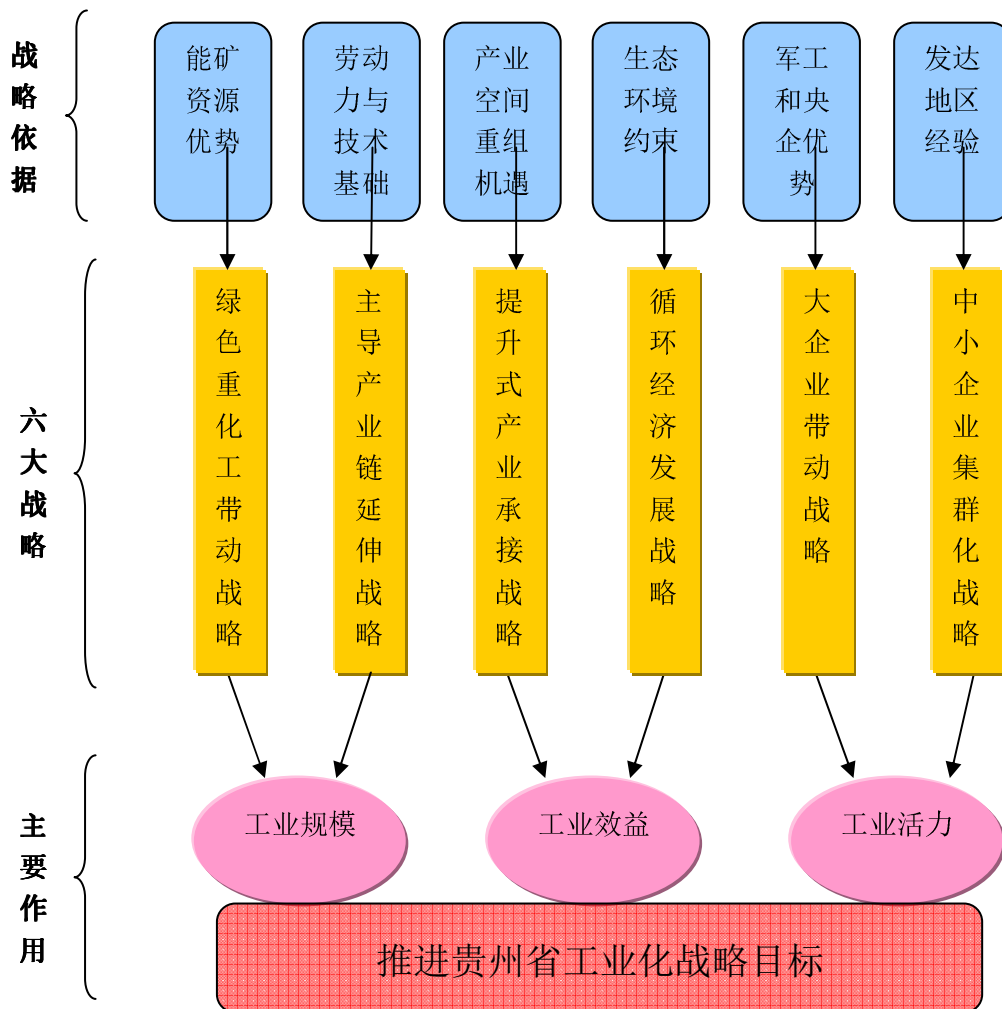 战略依据
能矿
资源
优势
劳动
力与
技术
基础
产业
空间
重组
机遇
生态
环境
约束
军工
和央
企优
势
发达
地区
经验
六大战略
绿色重化工带动战略
主导产业链延伸战略
提升式产业承接战略
循环经济发展战略
大企业带动战略
中小企业集群化战略
主要作用
工业规模
工业效益
工业活力
推进贵州省工业化战略目标